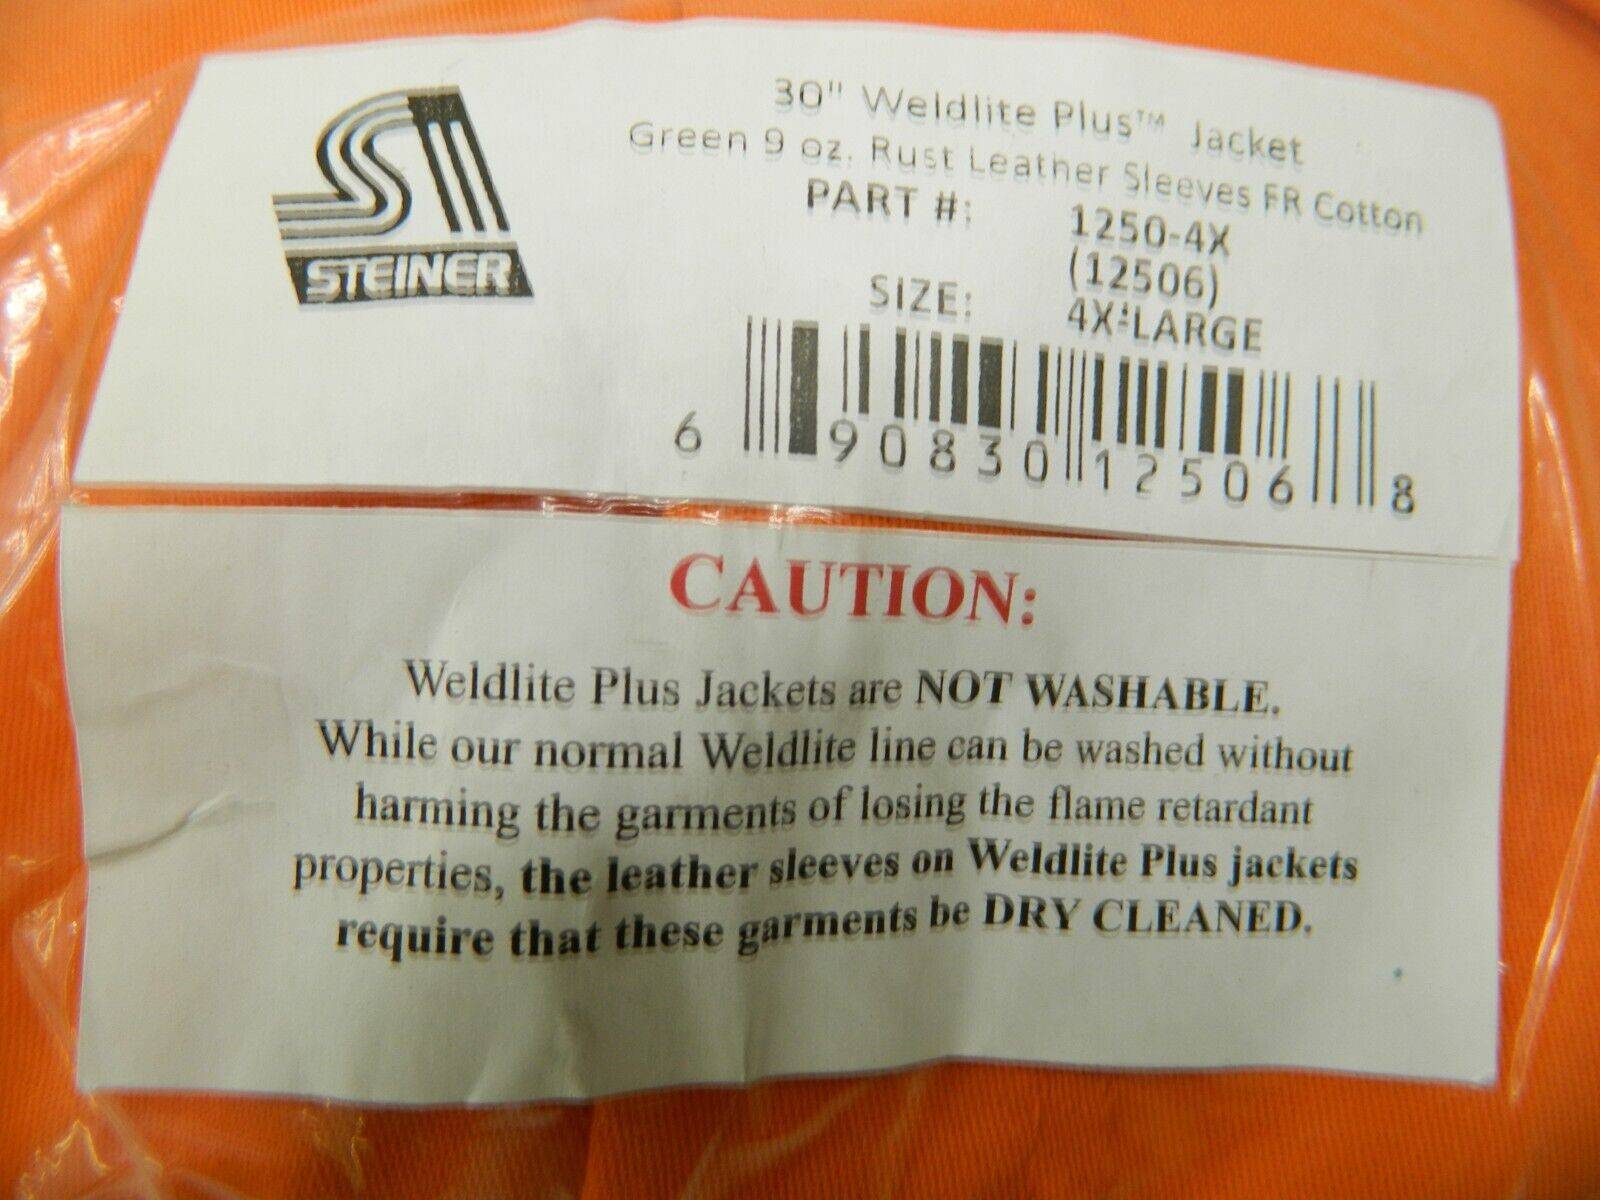 STEINER
30" Weldlite Plus™ Jacket
Green 9 oz. Rust Leather Sleeves FR Cotton
PART #: 1250-4X
(12506)
SIZE: 4X-LARGE
6 90830 12506 8
CAUTION:
Weldlite Plus Jackets are NOT WASHABLE.
While our normal Weldlite line can be washed without
harming the garments of losing the flame retardant
properties, the leather sleeves on Weldlite Plus jackets
require that these garments be DRY CLEANED.